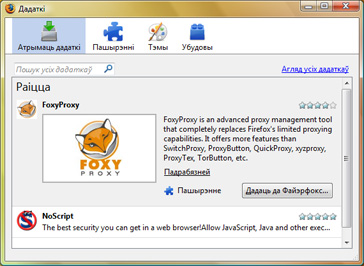 Дадаткі
Атрымаць дадаткі
Пашырэнні
Тэмы
Убудовы
Пошук усіх дадаткаў
Агляд усіх дадаткаў
Раіцца
FoxyProxy
FOXY
PROXY
FoxyProxy is an advanced proxy management tool
that completely replaces Firefox's limited proxying
capabilities. It offers more features than
SwitchProxy, ProxyButton, QuickProxy, xyzproxy,
ProxyTex, TorButton, etc.
Падрабязней
Пашырэнне
Дадаць да Файэрфокс...
NoScript
The best security you can get in a web browser!Allow JavaScript, Java and other exec...